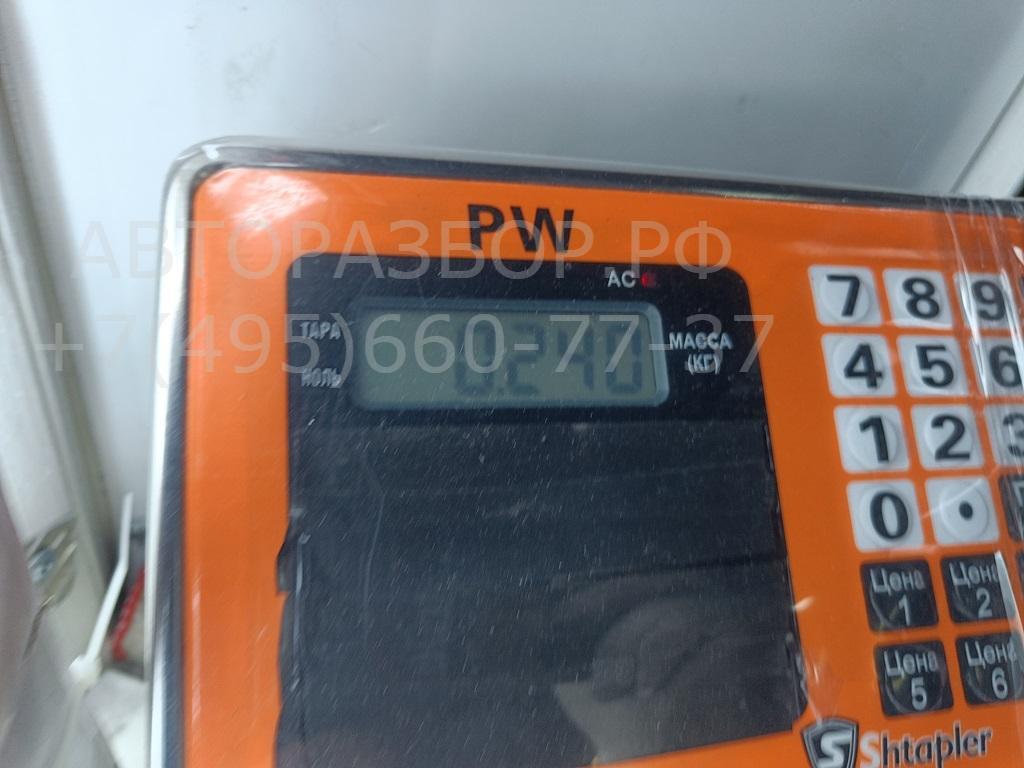 PW
АВТОРАЗБОР РФ
AC
+7(495)660-77-27
ТАРА
НОЛЬ
0.240
МАССА
(КГ)
7 8 9
4 5 6
1 2 3
0 .
Цена 1
Цена 2
Цена 5
Цена 6
S Shtapler